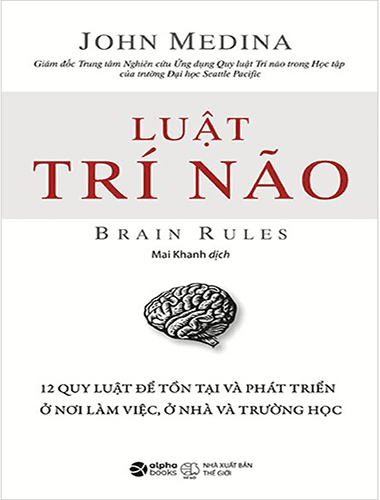 JOHN MEDINA
Giám đốc Trung tâm Nghiên cứu Ứng dụng Quy luật Trí não trong Học tập
của trường Đại học Seattle Pacific
LUẬT
TRÍ NÃO
BRAIN RULES
Mai Khanh dịch
12 QUY LUẬT ĐỂ TỒN TẠI VÀ PHÁT TRIỂN
Ở NƠI LÀM VIỆC, Ở NHÀ VÀ TRƯỜNG HỌC
alpha books
NHÀ XUẤT BẢN
THẾ GIỚI